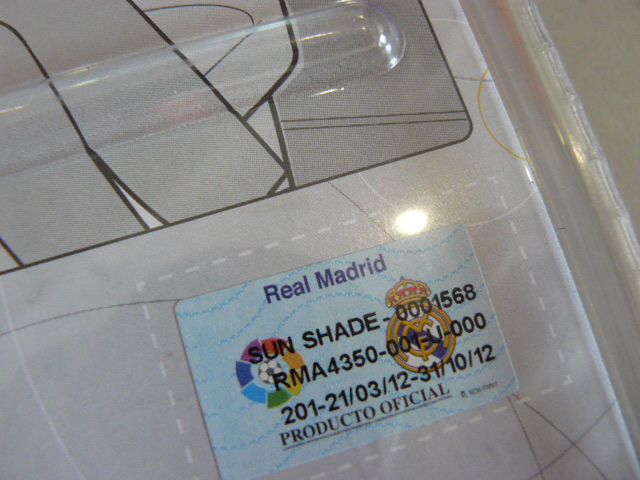 Real Madrid
SUN SHADE-0001568
RMA4350-001-U-000
201-21/03/12-31/10/12
PRODUCTO OFICIAL